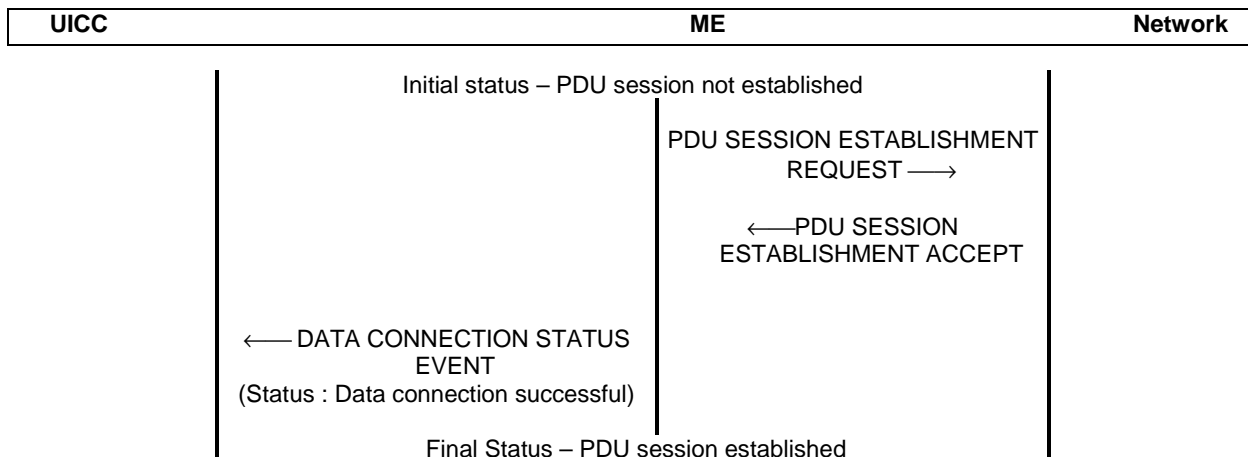 UICC ME Network
Initial status – PDU session not established
PDU SESSION ESTABLISHMENT
REQUEST ⟶
⟵PDU SESSION
ESTABLISHMENT ACCEPT
⟵ DATA CONNECTION STATUS
EVENT
(Status : Data connection successful)
Final Status – PDU session established